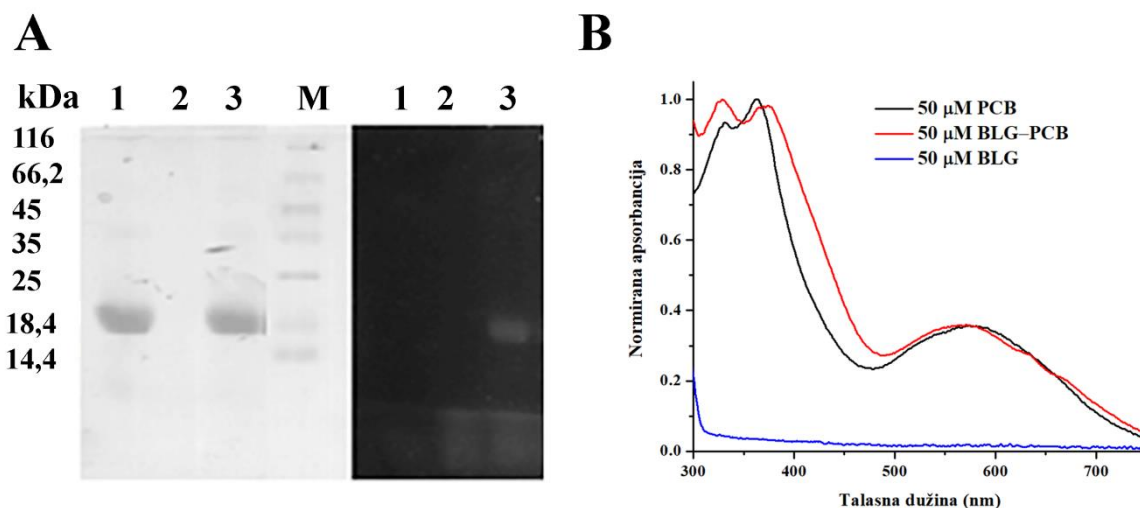 A
kDa 1 2 3 M 1 2 3
116
66,2
45
35
25
18,4
14,4
B
Normirana apsorbancija
1.0
0.8
0.6
0.4
0.2
0.0
50 μM PCB
50 μM BLG–PCB
50 μM BLG
300 400 500 600 700
Talasna dužina (nm)